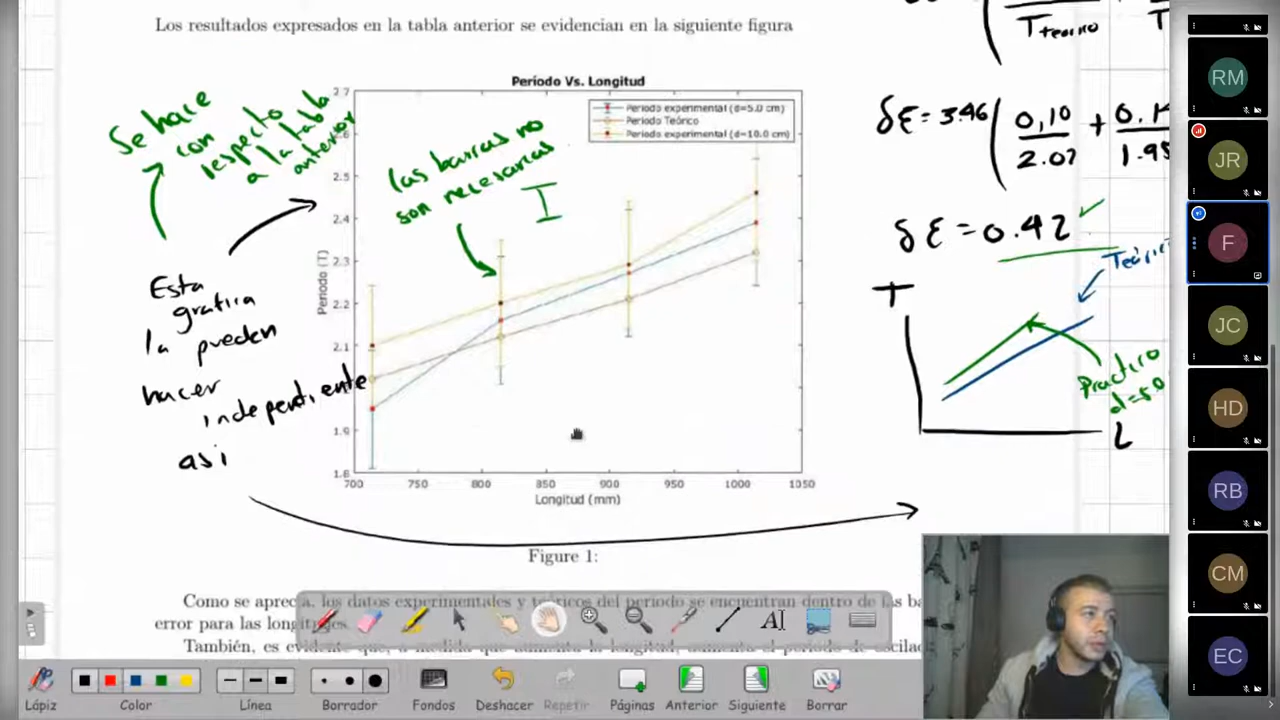 Los resultados expresados en la tabla anterior se evidencian en la siguiente figura
Se hace
con
respecto
a la tabla
anterior
Esta
grafica
la pueden
hacer
independiente
asi
Período Vs. Longitud
Periodo experimental (d=5.0 cm)
Periodo Teórico
Periodo experimental (d=10.0 cm)
las barras no
son necesarias
2.7
2.6
2.5
2.4
2.3
2.2
2.1
2
1.9
1.8
Periodo (T)
700 750 800 850 900 950 1000 1050
Longitud (mm)
Figure 1:
T teorico
δE = 3.46 ( 0,10 / 2.07 +
δE = 0.42
T
L
Practico
d=5.0
Como se aprecia, los datos experimentales y teóricos del periodo se encuentran dentro de las
error para las longitudes.
También, es evidente que, a medida que aumenta la longitud, aumenta el periodo de
RM
JR
F
JC
HD
RB
CM
EC
Lápiz
Color
Línea
Borrador
Fondos
Deshacer
Repetir
Páginas
Anterior
Siguiente
Borrar